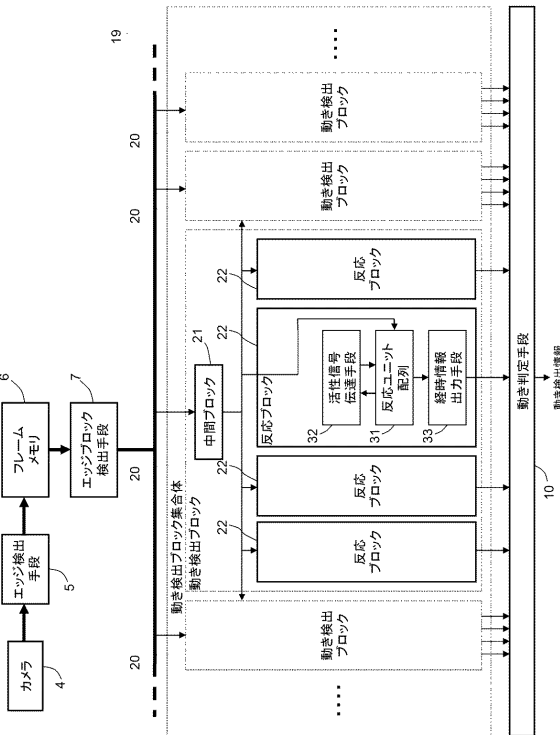 カメラ
4
エッジ検出
手段
5
フレーム
メモリ
6
エッジブロック
検出手段
7
19
20
20
20
20
20
動き検出ブロック集合体
動き検出ブロック
中間ブロック
21
動き検出
ブロック
動き検出
ブロック
動き検出
ブロック
反応
ブロック
22
反応
ブロック
22
反応ブロック
22
活性信号
伝達手段
32
反応ユニット
配列
31
経時情報
出力手段
33
反応
ブロック
22
動き判定手段
10
動き検出情報